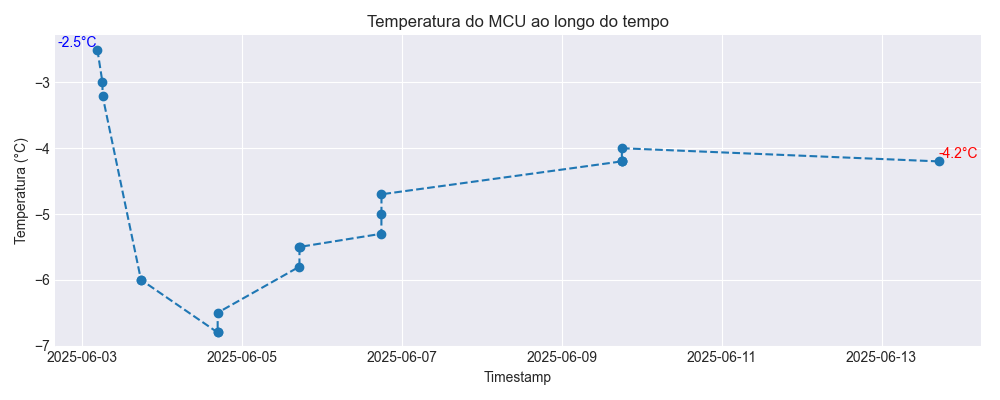 Temperatura do MCU ao longo do tempo
-2.5°C
−3
−4
-4.2°C
−5
−6
−7
Temperatura (°C)
2025-06-03 2025-06-05 2025-06-07 2025-06-09 2025-06-11 2025-06-13
Timestamp